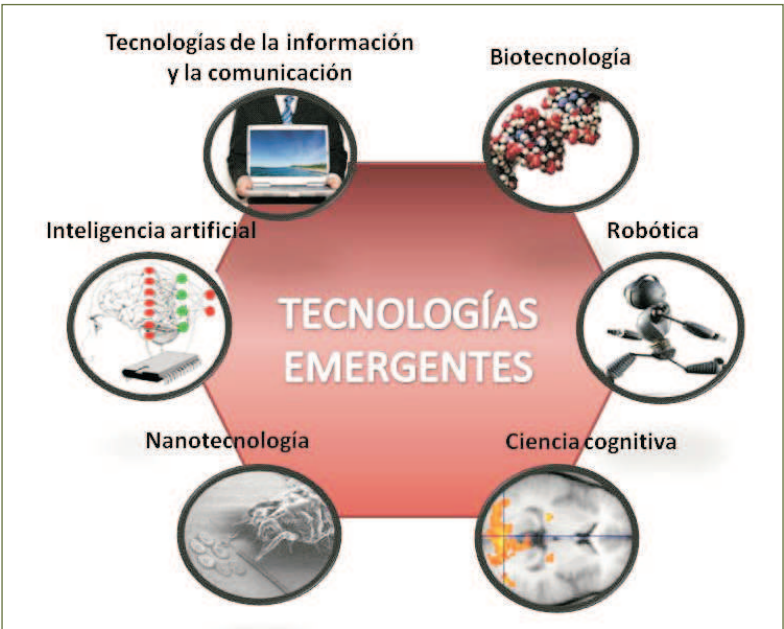 Tecnologías de la información
y la comunicación
Biotecnología
Inteligencia artificial
Robótica
TECNOLOGÍAS
EMERGENTES
Nanotecnología
Ciencia cognitiva